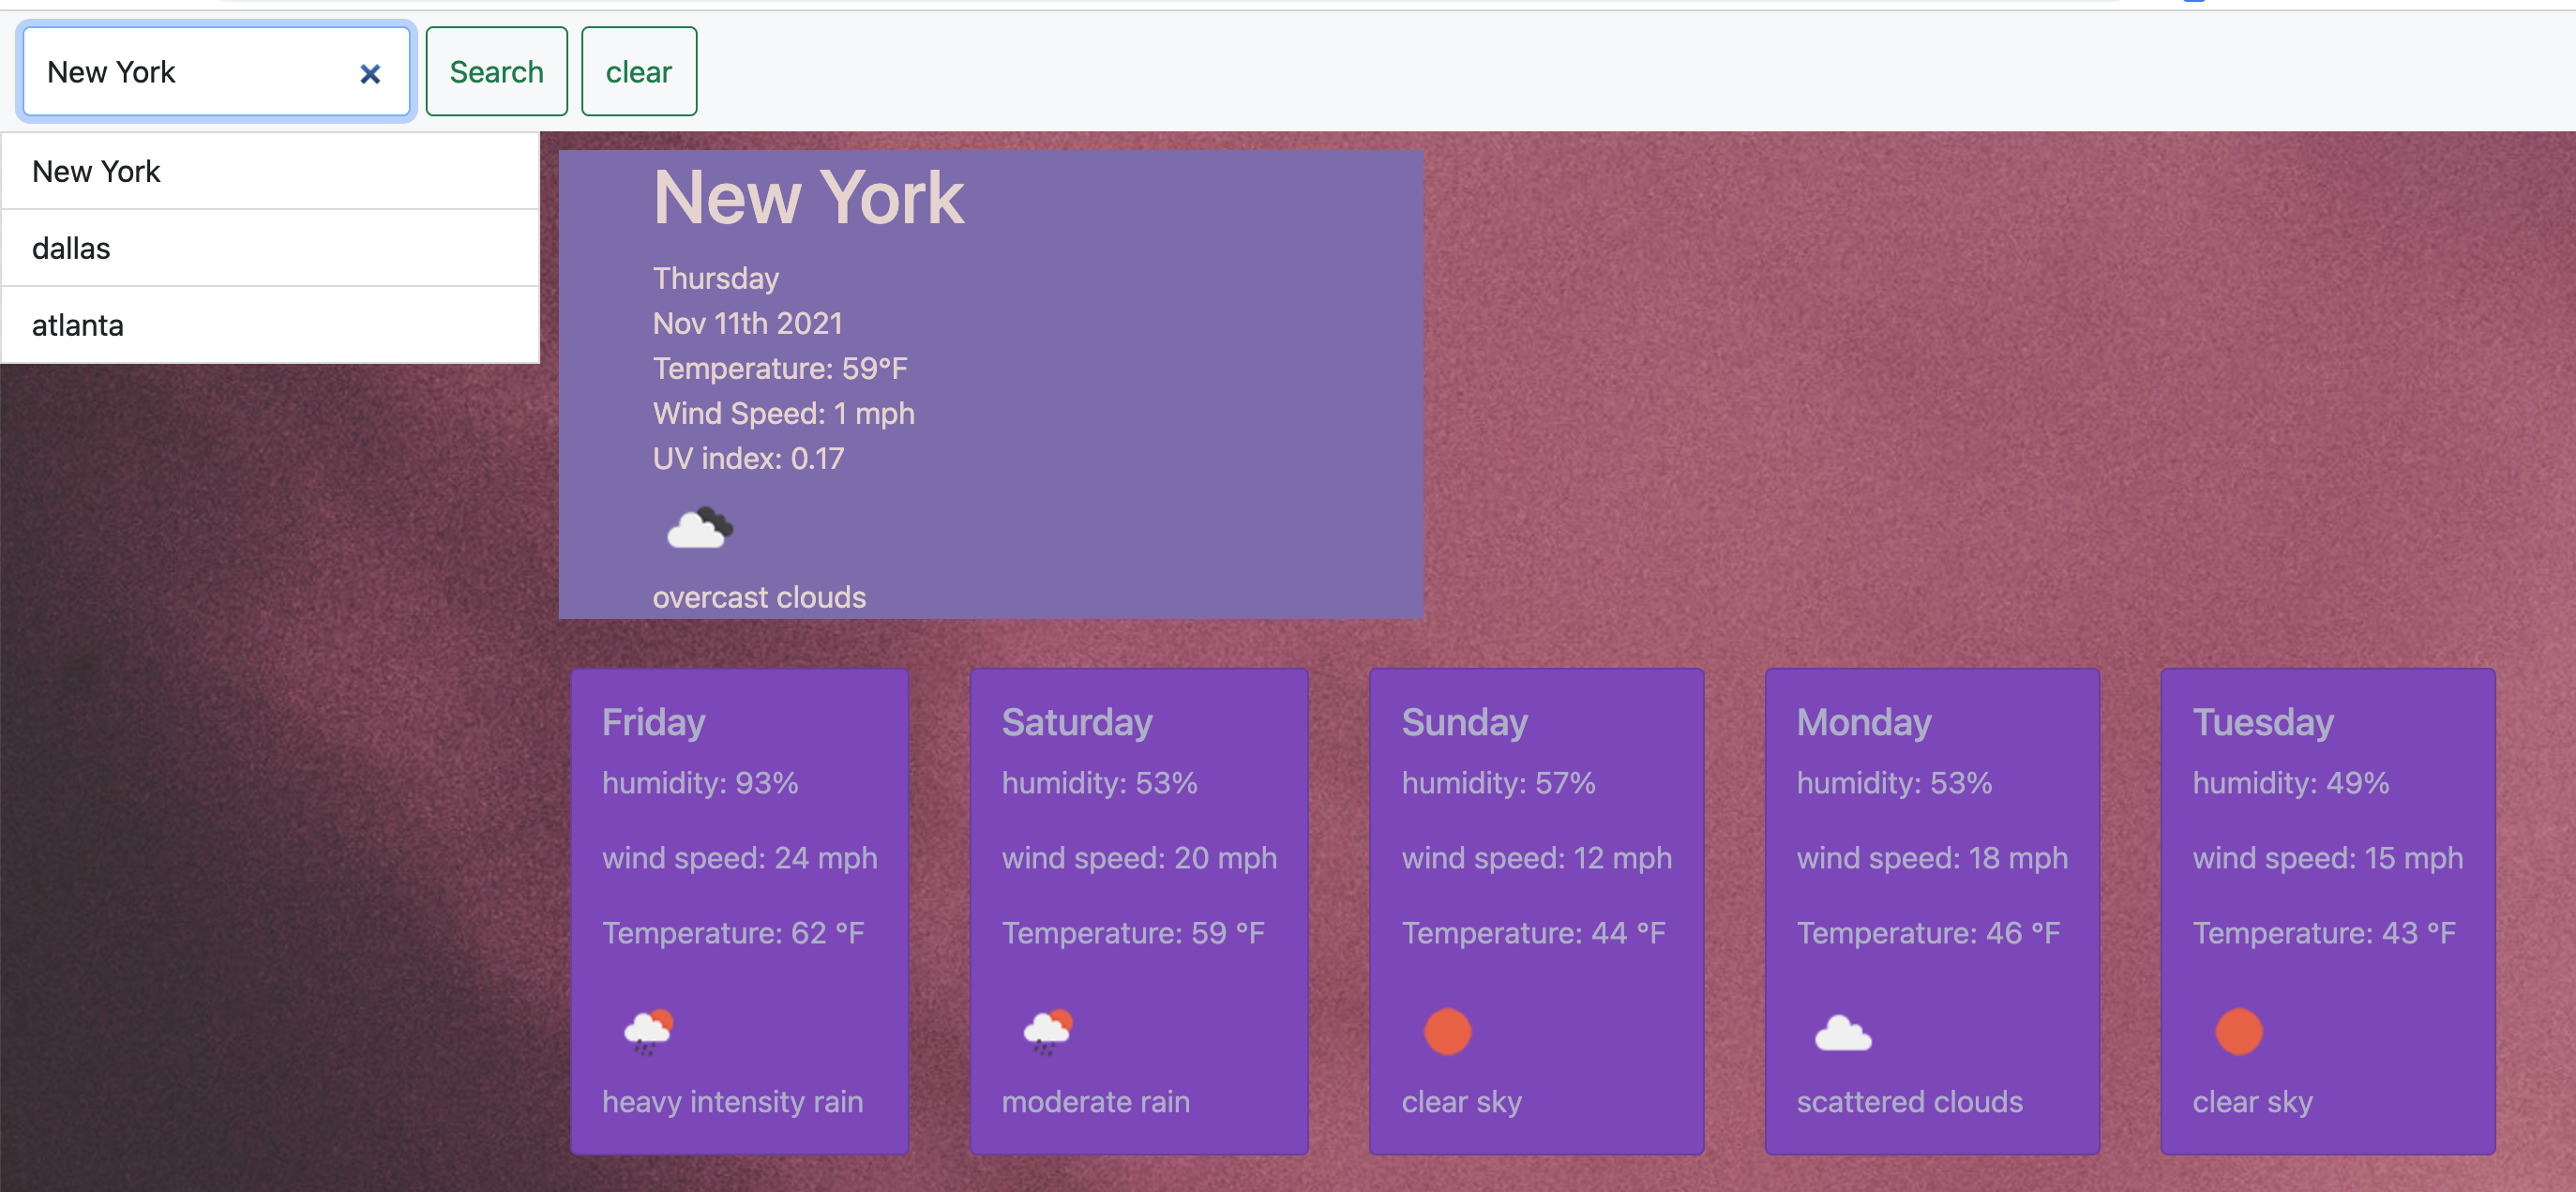 New York
Search
clear
New York
dallas
atlanta
New York
Thursday
Nov 11th 2021
Temperature: 59°F
Wind Speed: 1 mph
UV index: 0.17
overcast clouds
Friday
humidity: 93%
wind speed: 24 mph
Temperature: 62 °F
heavy intensity rain
Saturday
humidity: 53%
wind speed: 20 mph
Temperature: 59 °F
moderate rain
Sunday
humidity: 57%
wind speed: 12 mph
Temperature: 44 °F
clear sky
Monday
humidity: 53%
wind speed: 18 mph
Temperature: 46 °F
scattered clouds
Tuesday
humidity: 49%
wind speed: 15 mph
Temperature: 43 °F
clear sky